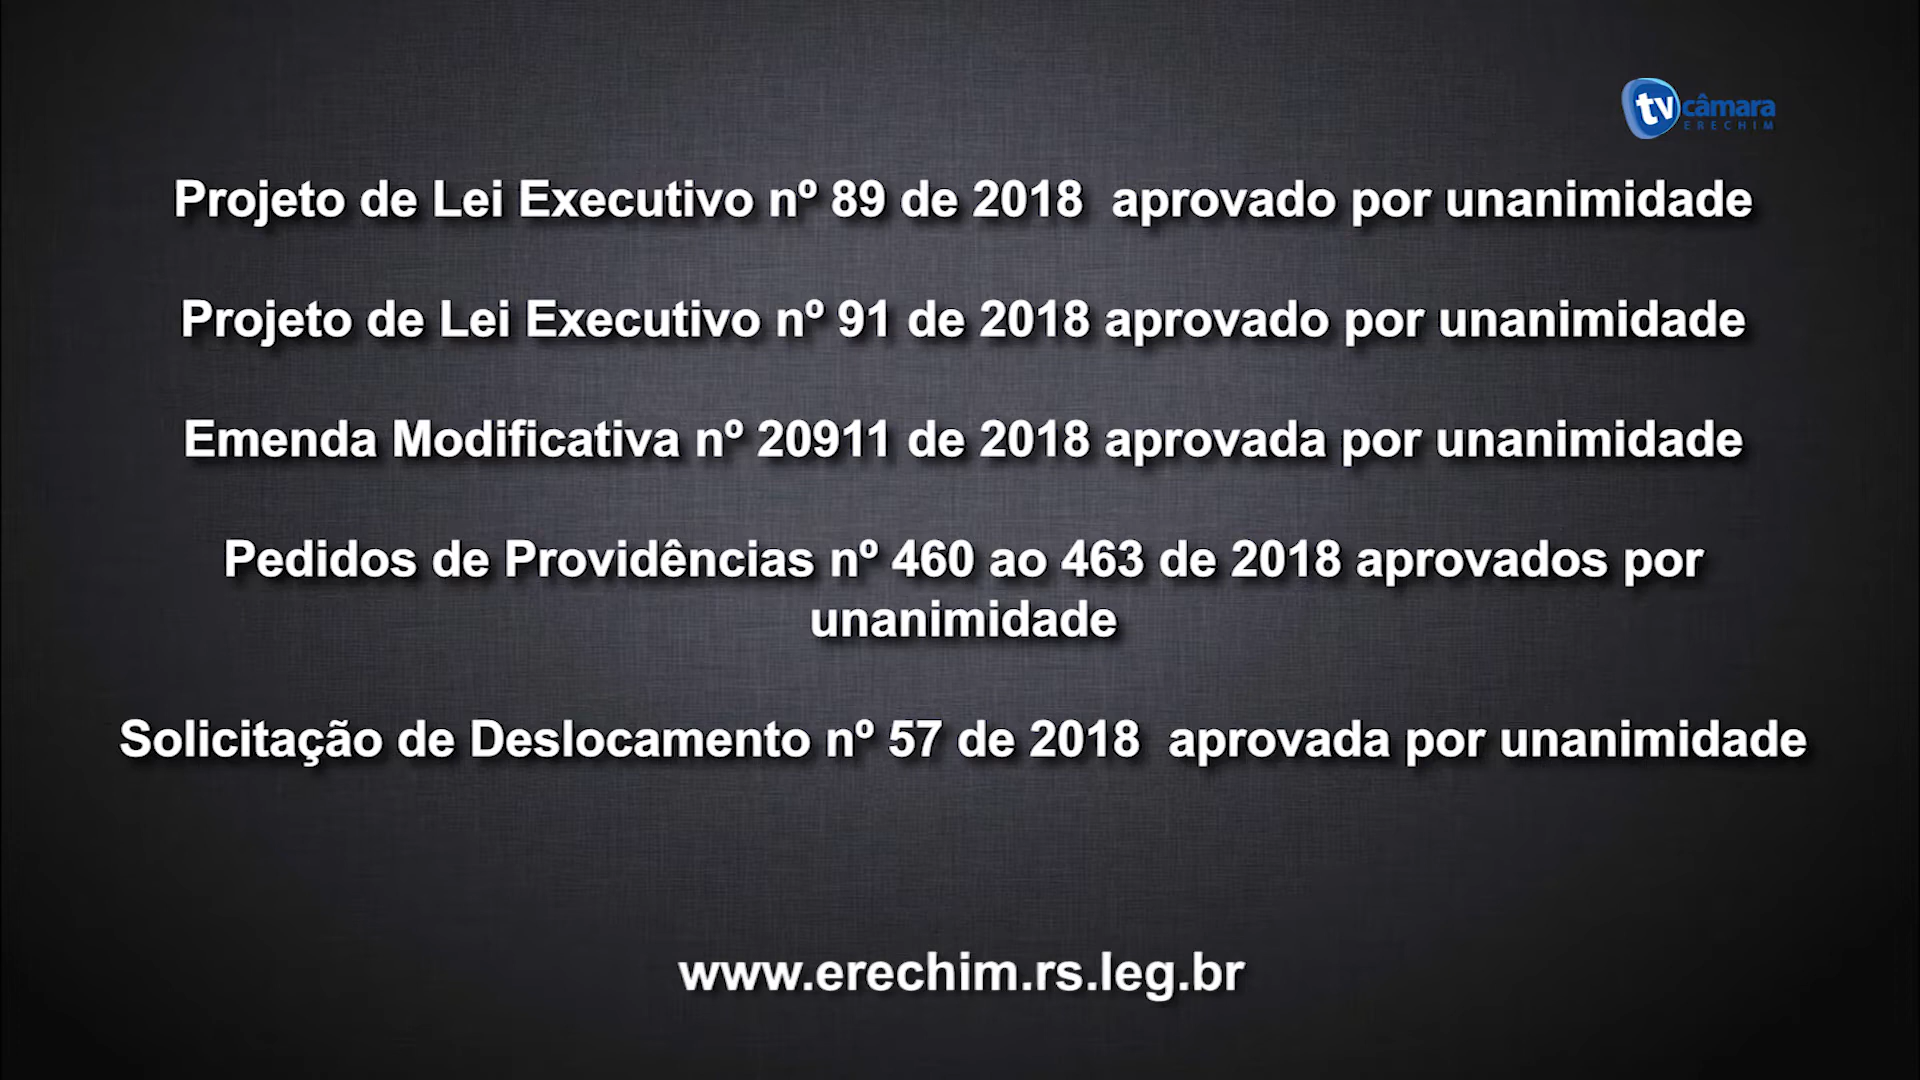 tv câmara
ERECHIM
Projeto de Lei Executivo nº 89 de 2018  aprovado por unanimidade
Projeto de Lei Executivo nº 91 de 2018 aprovado por unanimidade
Emenda Modificativa nº 20911 de 2018 aprovada por unanimidade
Pedidos de Providências nº 460 ao 463 de 2018 aprovados por
unanimidade
Solicitação de Deslocamento nº 57 de 2018  aprovada por unanimidade
www.erechim.rs.leg.br